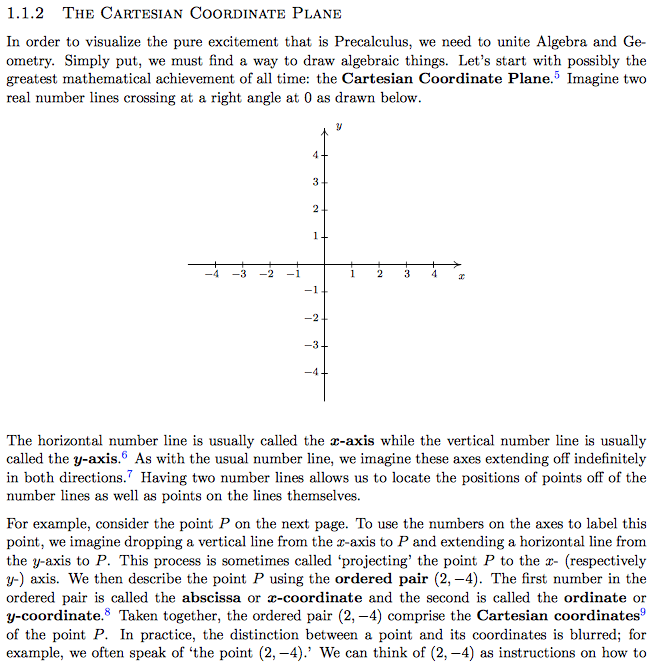 1.1.2 The Cartesian Coordinate Plane
In order to visualize the pure excitement that is Precalculus, we need to unite Algebra and Ge-
ometry. Simply put, we must find a way to draw algebraic things. Let's start with possibly the
greatest mathematical achievement of all time: the Cartesian Coordinate Plane.⁵ Imagine two
real number lines crossing at a right angle at 0 as drawn below.
y
4
3
2
1
−4 −3 −2 −1 1 2 3 4 x
−1
−2
−3
−4
The horizontal number line is usually called the x-axis while the vertical number line is usually
called the y-axis.⁶ As with the usual number line, we imagine these axes extending off indefinitely
in both directions.⁷ Having two number lines allows us to locate the positions of points off of the
number lines as well as points on the lines themselves.
For example, consider the point P on the next page. To use the numbers on the axes to label this
point, we imagine dropping a vertical line from the x-axis to P and extending a horizontal line from
the y-axis to P. This process is sometimes called 'projecting' the point P to the x- (respectively
y-) axis. We then describe the point P using the ordered pair (2, −4). The first number in the
ordered pair is called the abscissa or x-coordinate and the second is called the ordinate or
y-coordinate.⁸ Taken together, the ordered pair (2, −4) comprise the Cartesian coordinates⁹
of the point P. In practice, the distinction between a point and its coordinates is blurred; for
example, we often speak of 'the point (2, −4).' We can think of (2, −4) as instructions on how to